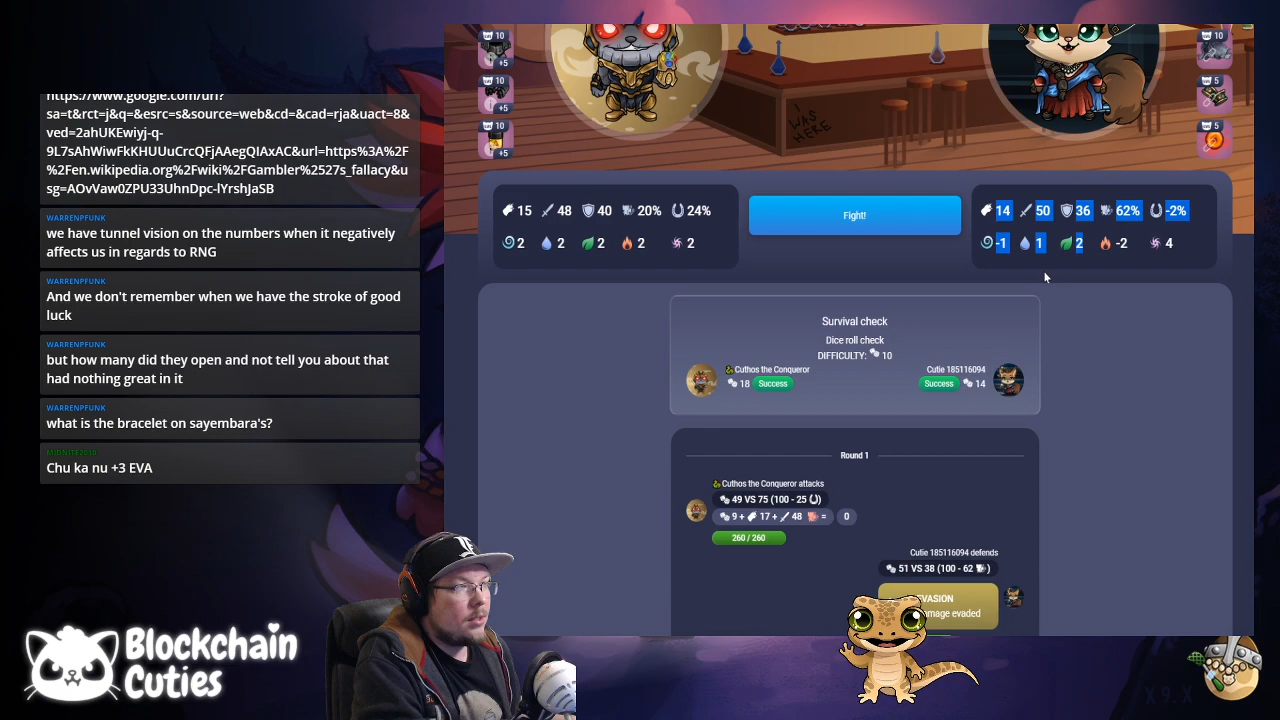 https://www.google.com/url?
sa=t&rct=j&q=&esrc=s&source=web&cd=&cad=rja&uact=8&
ved=2ahUKEwiyj-q-
9L7sAhWiwFkKHUUuCrcQFjAAegQIAxAC&url=https%3A%2F
%2Fen.wikipedia.org%2Fwiki%2FGambler%2527s_fallacy&u
sg=AOvVaw0ZPU33UhnDpc-lYrshJaSB
WARRENPFUNK
we have tunnel vision on the numbers when it negatively
affects us in regards to RNG
WARRENPFUNK
And we don't remember when we have the stroke of good
luck
WARRENPFUNK
but how many did they open and not tell you about that
had nothing great in it
WARRENPFUNK
what is the bracelet on sayembara's?
Chu ka nu +3 EVA
Blockchain
Cuties
10
+5
10
+5
10
+5
I WAS HERE
10
5
5
15 48 40 20% 24%
2 2 2 2 2
Fight!
14 50 36 62% -2%
-1 1 2 -2 4
Survival check
Dice roll check
DIFFICULTY: 10
Cuthos the Conqueror
18 Success
Cutie 185116094
Success 14
Round 1
Cuthos the Conqueror attacks
49 VS 75 (100 - 25 )
9 + 17 + 48 = 0
260 / 260
Cutie 185116094 defends
51 VS 38 (100 - 62 )
EVASION